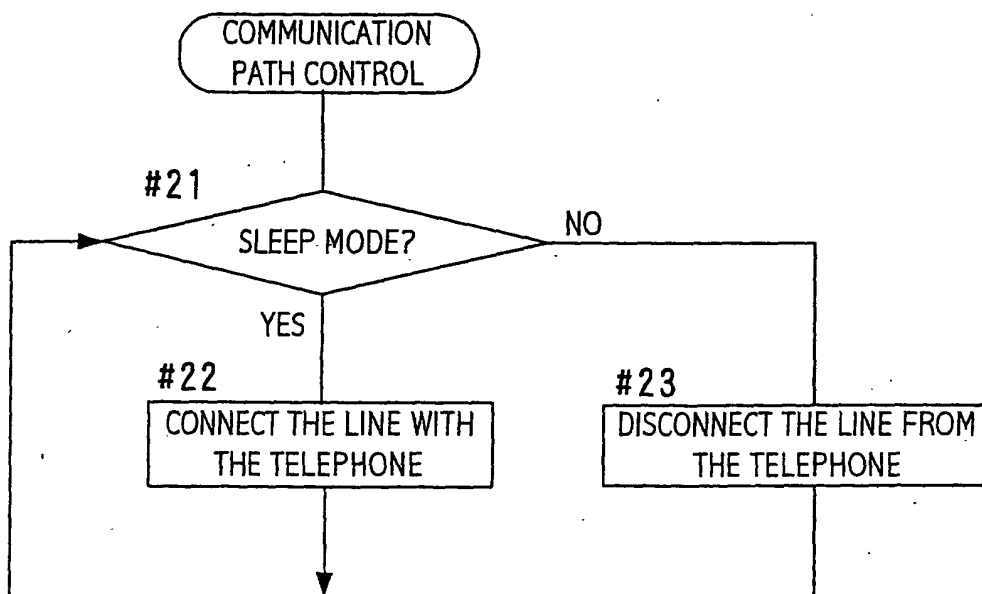 COMMUNICATION
PATH CONTROL
#21
SLEEP MODE?
NO
YES
#22
CONNECT THE LINE WITH
THE TELEPHONE
#23
DISCONNECT THE LINE FROM
THE TELEPHONE